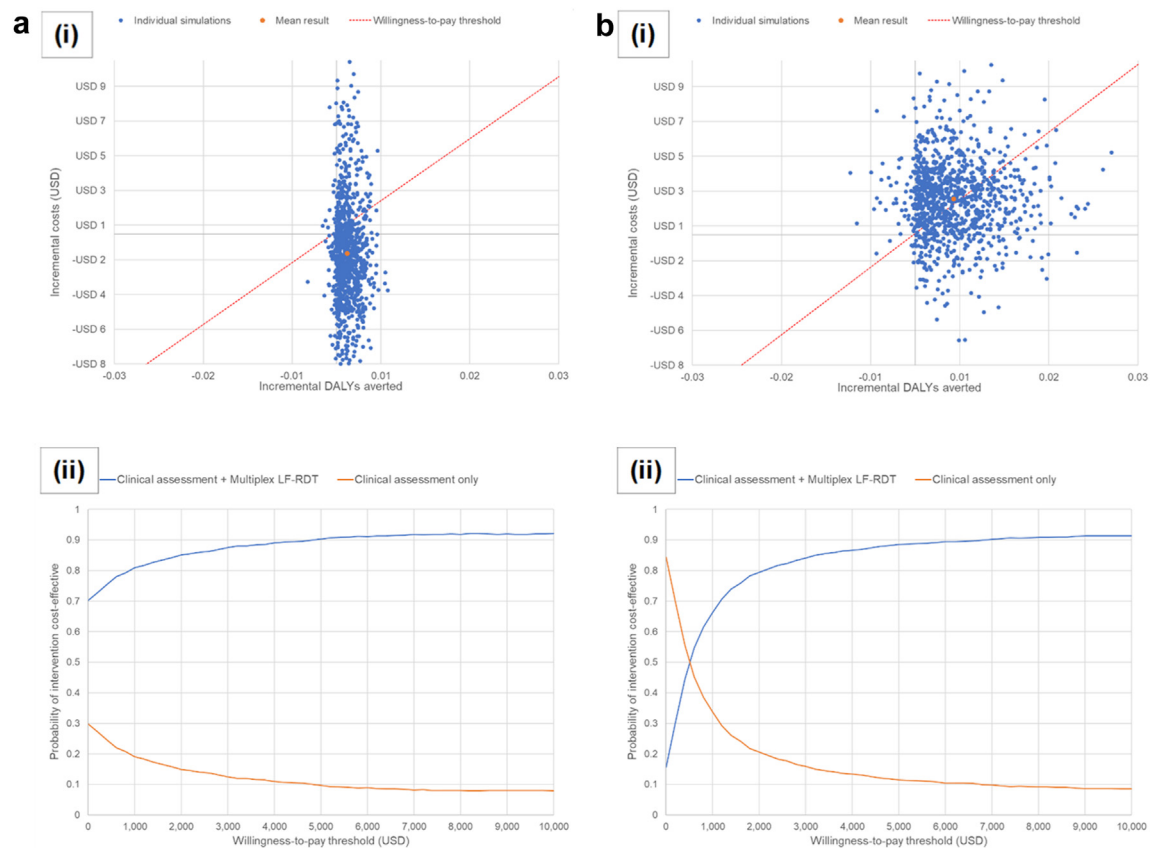 a
(i)
Individual simulations Mean result Willingness-to-pay threshold
Incremental costs (USD)
USD 9
USD 7
USD 5
USD 3
USD 1
-USD 2
-USD 4
-USD 6
-USD 8
-0.03 -0.02 -0.01 0.01 0.02 0.03
Incremental DALYs averted
b
(i)
Individual simulations Mean result Willingness-to-pay threshold
Incremental costs (USD)
USD 9
USD 7
USD 5
USD 3
USD 1
-USD 2
-USD 4
-USD 6
-USD 8
-0.03 -0.02 -0.01 0.01 0.02 0.03
Incremental DALYs averted
(ii)
Clinical assessment + Multiplex LF-RDT Clinical assessment only
Probability of intervention cost-effective
1
0.9
0.8
0.7
0.6
0.5
0.4
0.3
0.2
0.1
0
0 1,000 2,000 3,000 4,000 5,000 6,000 7,000 8,000 9,000 10,000
Willingness-to-pay threshold (USD)
(ii)
Clinical assessment + Multiplex LF-RDT Clinical assessment only
Probability of intervention cost-effective
1
0.9
0.8
0.7
0.6
0.5
0.4
0.3
0.2
0.1
0
0 1,000 2,000 3,000 4,000 5,000 6,000 7,000 8,000 9,000 10,000
Willingness-to-pay threshold (USD)